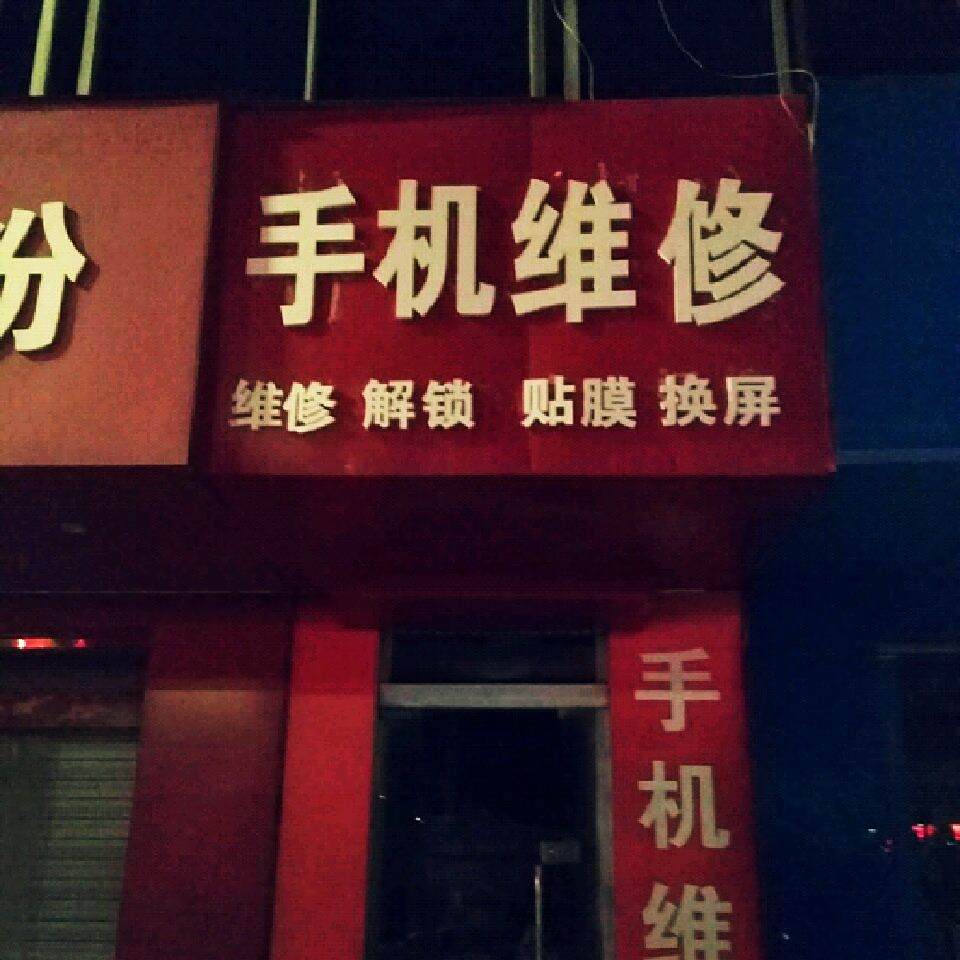 份
手机维修
维修 解锁 贴膜 换屏
手机维